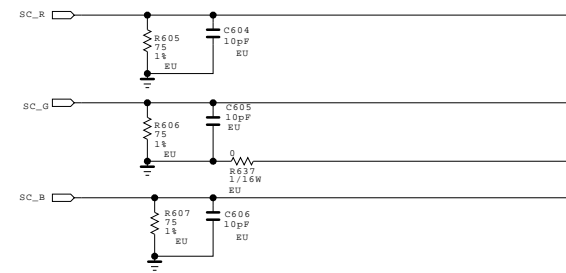 SC_R
C604
R605
10pF
75
EU
1%
EU
SC_G
C605
10pF
R606
EU
75
1%
EU
0
R637
1/16W
EU
SC_B
R607
C606
75
10pF
1%
EU
EU